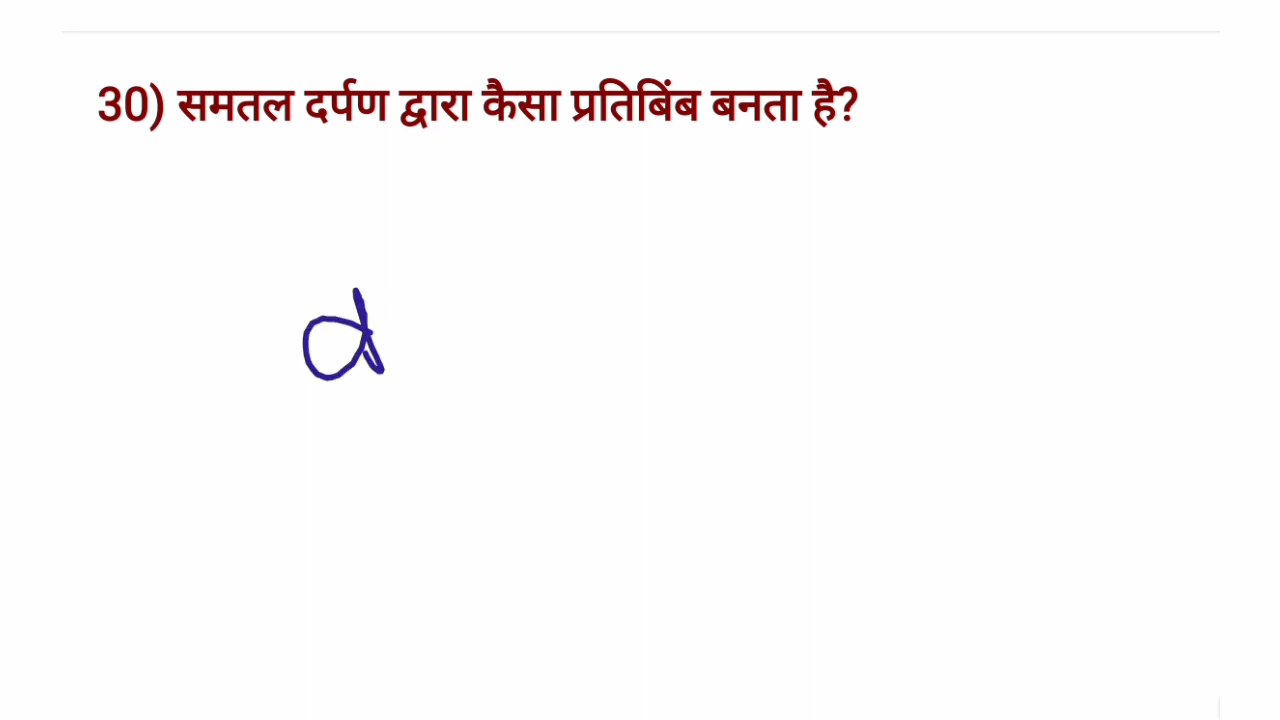 30) समतल दर्पण द्वारा कैसा प्रतिबिंब बनता है?
d